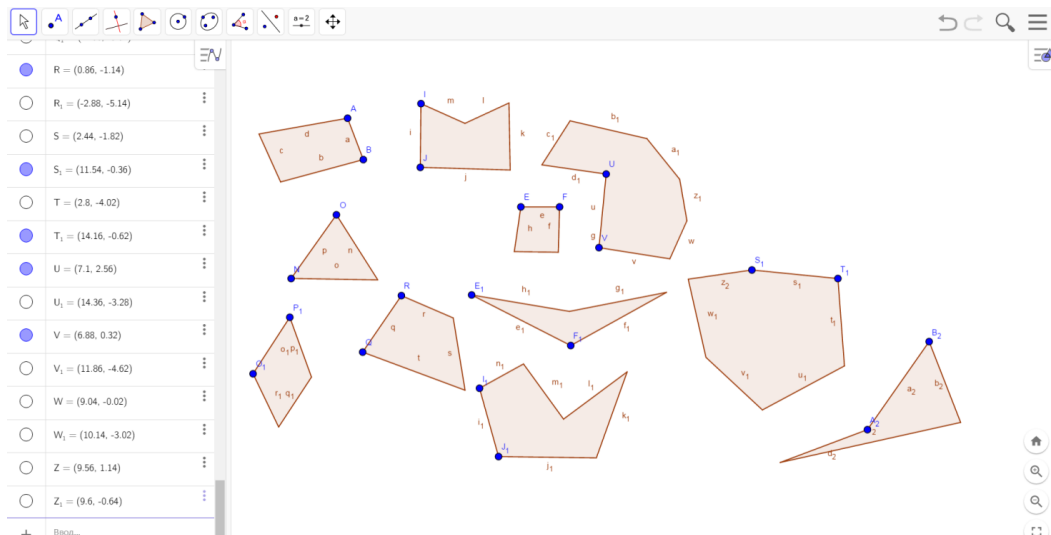 A
a=2
R = (0.86, -1.14)
R₁ = (-2.88, -5.14)
S = (2.44, -1.82)
S₁ = (11.54, -0.36)
T = (2.8, -4.02)
T₁ = (14.16, -0.62)
U = (7.1, 2.56)
U₁ = (14.36, -3.28)
V = (6.88, 0.32)
V₁ = (11.86, -4.62)
W = (9.04, -0.02)
W₁ = (10.14, -3.02)
Z = (9.56, 1.14)
Z₁ = (9.6, -0.64)
Ввод...
A
d
a
c
b
B
I
m
l
i
k
J
j
b₁
c₁
a₁
U
d₁
z₁
u
g
V
v
w
E
F
e
h
f
O
p
n
N
o
R
r
q
Q
t
s
E₁
h₁
g₁
e₁
F₁
f₁
S₁
T₁
z₂
s₁
w₁
t₁
v₁
u₁
P₁
o₁
p₁
O₁
r₁
q₁
n₁
I₁
m₁
l₁
i₁
k₁
J₁
j₁
B₂
a₂
b₂
A₂
d₂